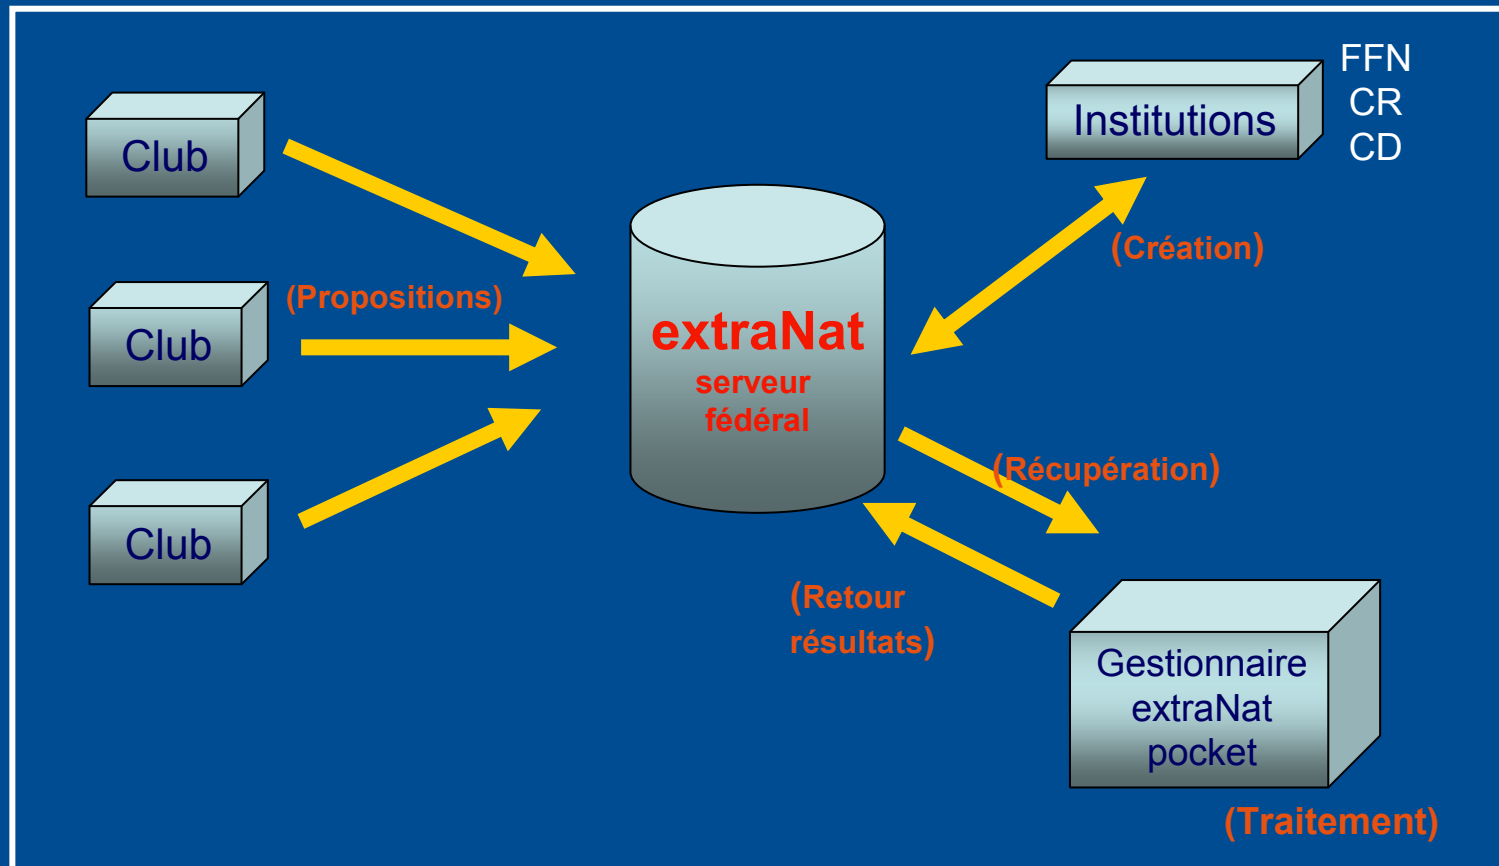 FFN
CR
CD
Institutions
Club
(Création)
(Propositions)
Club
extraNat
serveur
fédéral
(Récupération)
Club
(Retour
résultats)
Gestionnaire
extraNat
pocket
(Traitement)